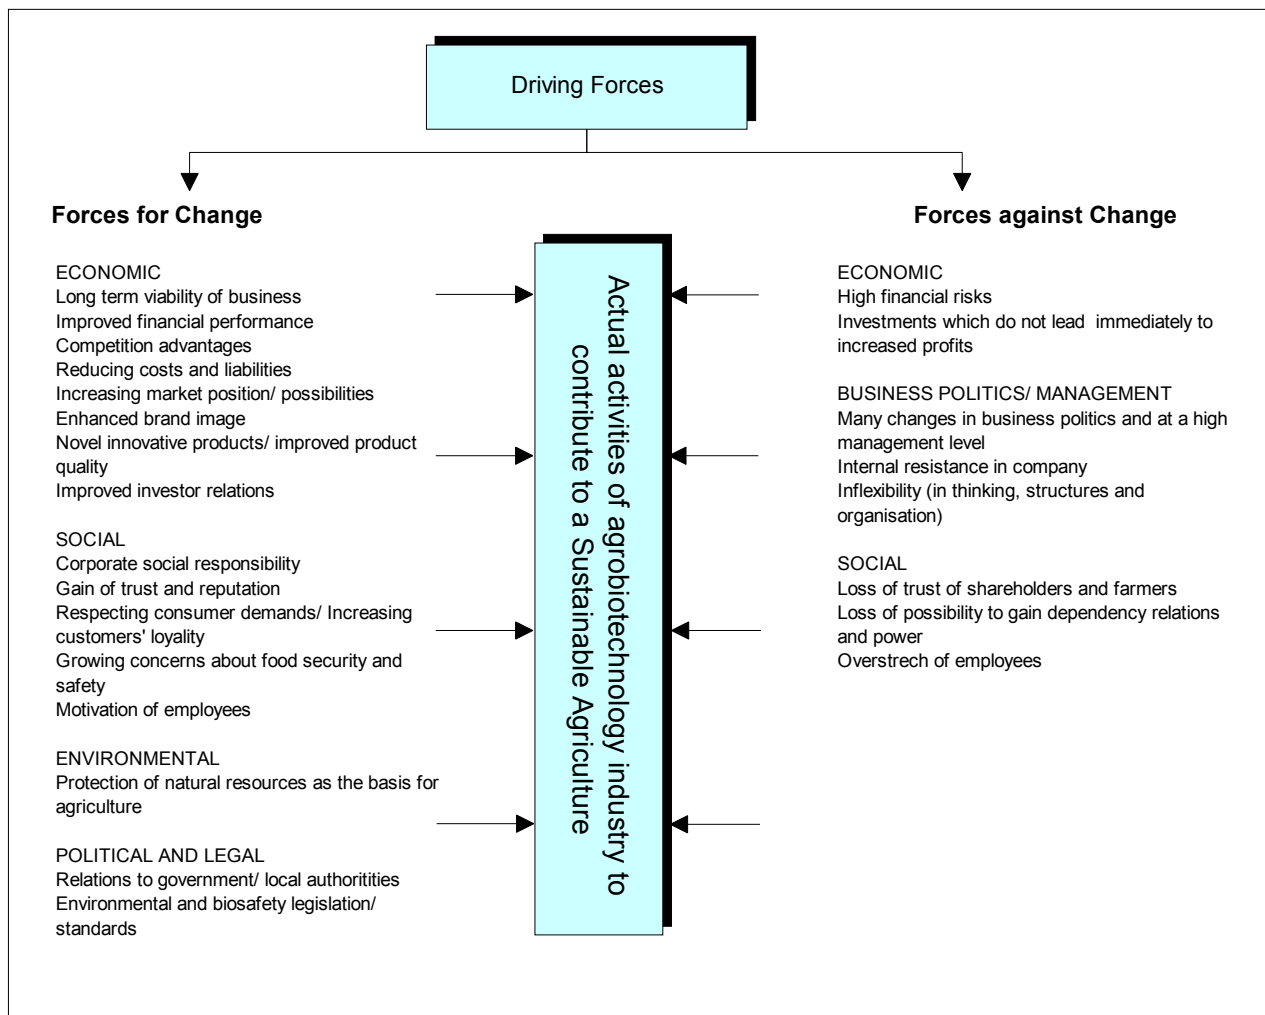 Driving Forces
Forces for Change
ECONOMIC
Long term viability of business
Improved financial performance
Competition advantages
Reducing costs and liabilities
Increasing market position/ possibilities
Enhanced brand image
Novel innovative products/ improved product
quality
Improved investor relations
SOCIAL
Corporate social responsibility
Gain of trust and reputation
Respecting consumer demands/ Increasing
customers' loyality
Growing concerns about food security and
safety
Motivation of employees
ENVIRONMENTAL
Protection of natural resources as the basis for
agriculture
POLITICAL AND LEGAL
Relations to government/ local authoritities
Environmental and biosafety legislation/
standards
Actual activities of agrobiotechnology industry to
contribute to a Sustainable Agriculture
Forces against Change
ECONOMIC
High financial risks
Investments which do not lead  immediately to
increased profits
BUSINESS POLITICS/ MANAGEMENT
Many changes in business politics and at a high
management level
Internal resistance in company
Inflexibility (in thinking, structures and
organisation)
SOCIAL
Loss of trust of shareholders and farmers
Loss of possibility to gain dependency relations
and power
Overstrech of employees